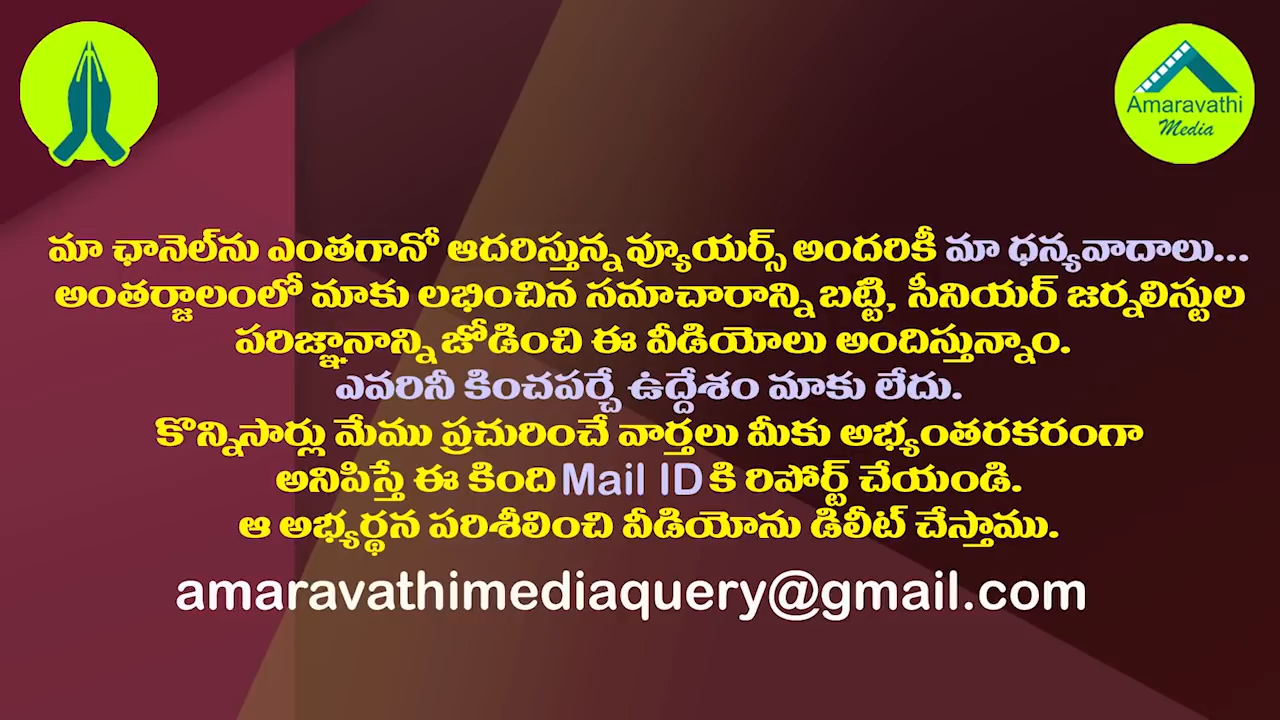 Amaravathi
Media
మా ఛానెల్‌ను ఎంతగానో ఆదరిస్తున్న వ్యూయర్స్ అందరికీ మా ధన్యవాదాలు...
అంతర్జాలంలో మాకు లభించిన సమాచారాన్ని బట్టి, సీనియర్ జర్నలిస్టుల
పరిజ్ఞానాన్ని జోడించి ఈ వీడియోలు అందిస్తున్నాం.
ఎవరినీ కించపర్చే ఉద్దేశం మాకు లేదు.
కొన్నిసార్లు మేము ప్రచురించే వార్తలు మీకు అభ్యంతరకరంగా
అనిపిస్తే ఈ కింది Mail ID కి రిపోర్ట్ చేయండి.
ఆ అభ్యర్థన పరిశీలించి వీడియోను డిలీట్ చేస్తాము.
amaravathimediaquery@gmail.com